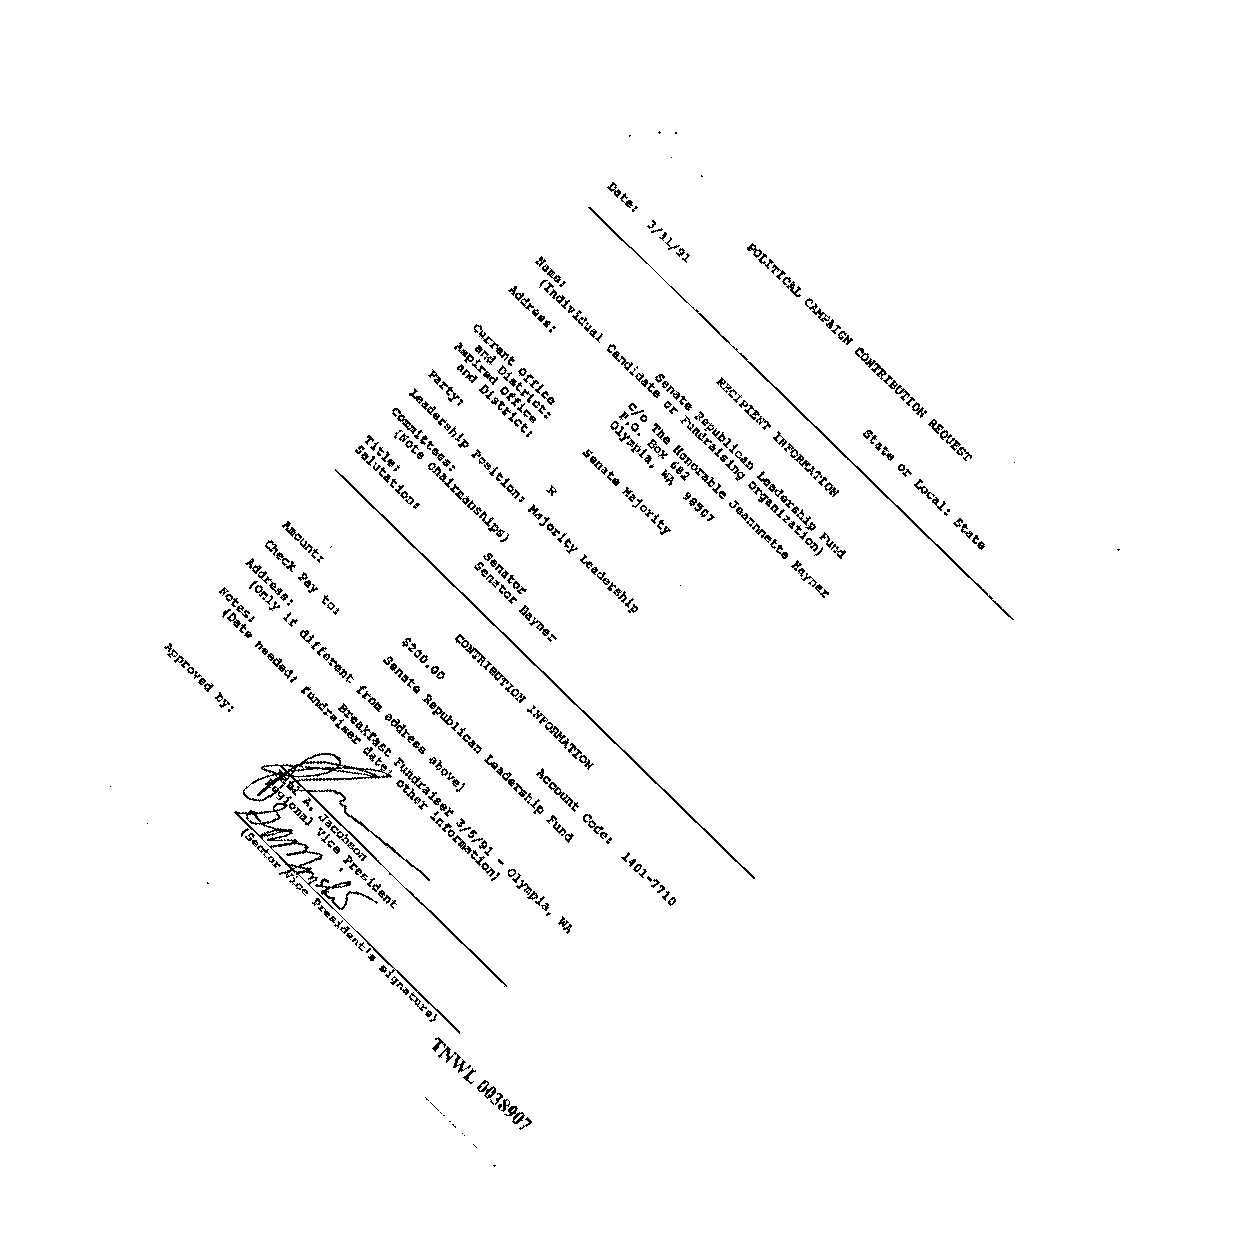 POLITICAL CAMPAIGN CONTRIBUTION REQUEST
Date: 3/11/91 State or Local: State
RECIPIENT INFORMATION
Name: Senate Republican Leadership Fund
(Individual Candidate or Fundraising Organization)
Address: c/o The Honorable Jeannnette Hayner
P.O. Box 682
Olympia, WA 98507
Current Office
and District: Senate Majority
Aspired Office
and District:
Party: R
Leadership Position: Majority Leadership
Committees:
(Note Chairmanships)
Title: Senator
Salutation: Senator Hayner
CONTRIBUTION INFORMATION
Amount: $200.00 Account Code: 1401-7710
Check Pay to: Senate Republican Leadership Fund
Address:
(Only if different from address above)
Notes: Breakfast Fundraiser 3/5/91 - Olympia, WA
(Date needed, fundraiser date, other information)
Approved by:
A. Jacobson
Regional Vice President
(Sector Vice President's signature)
TNWL 0038907